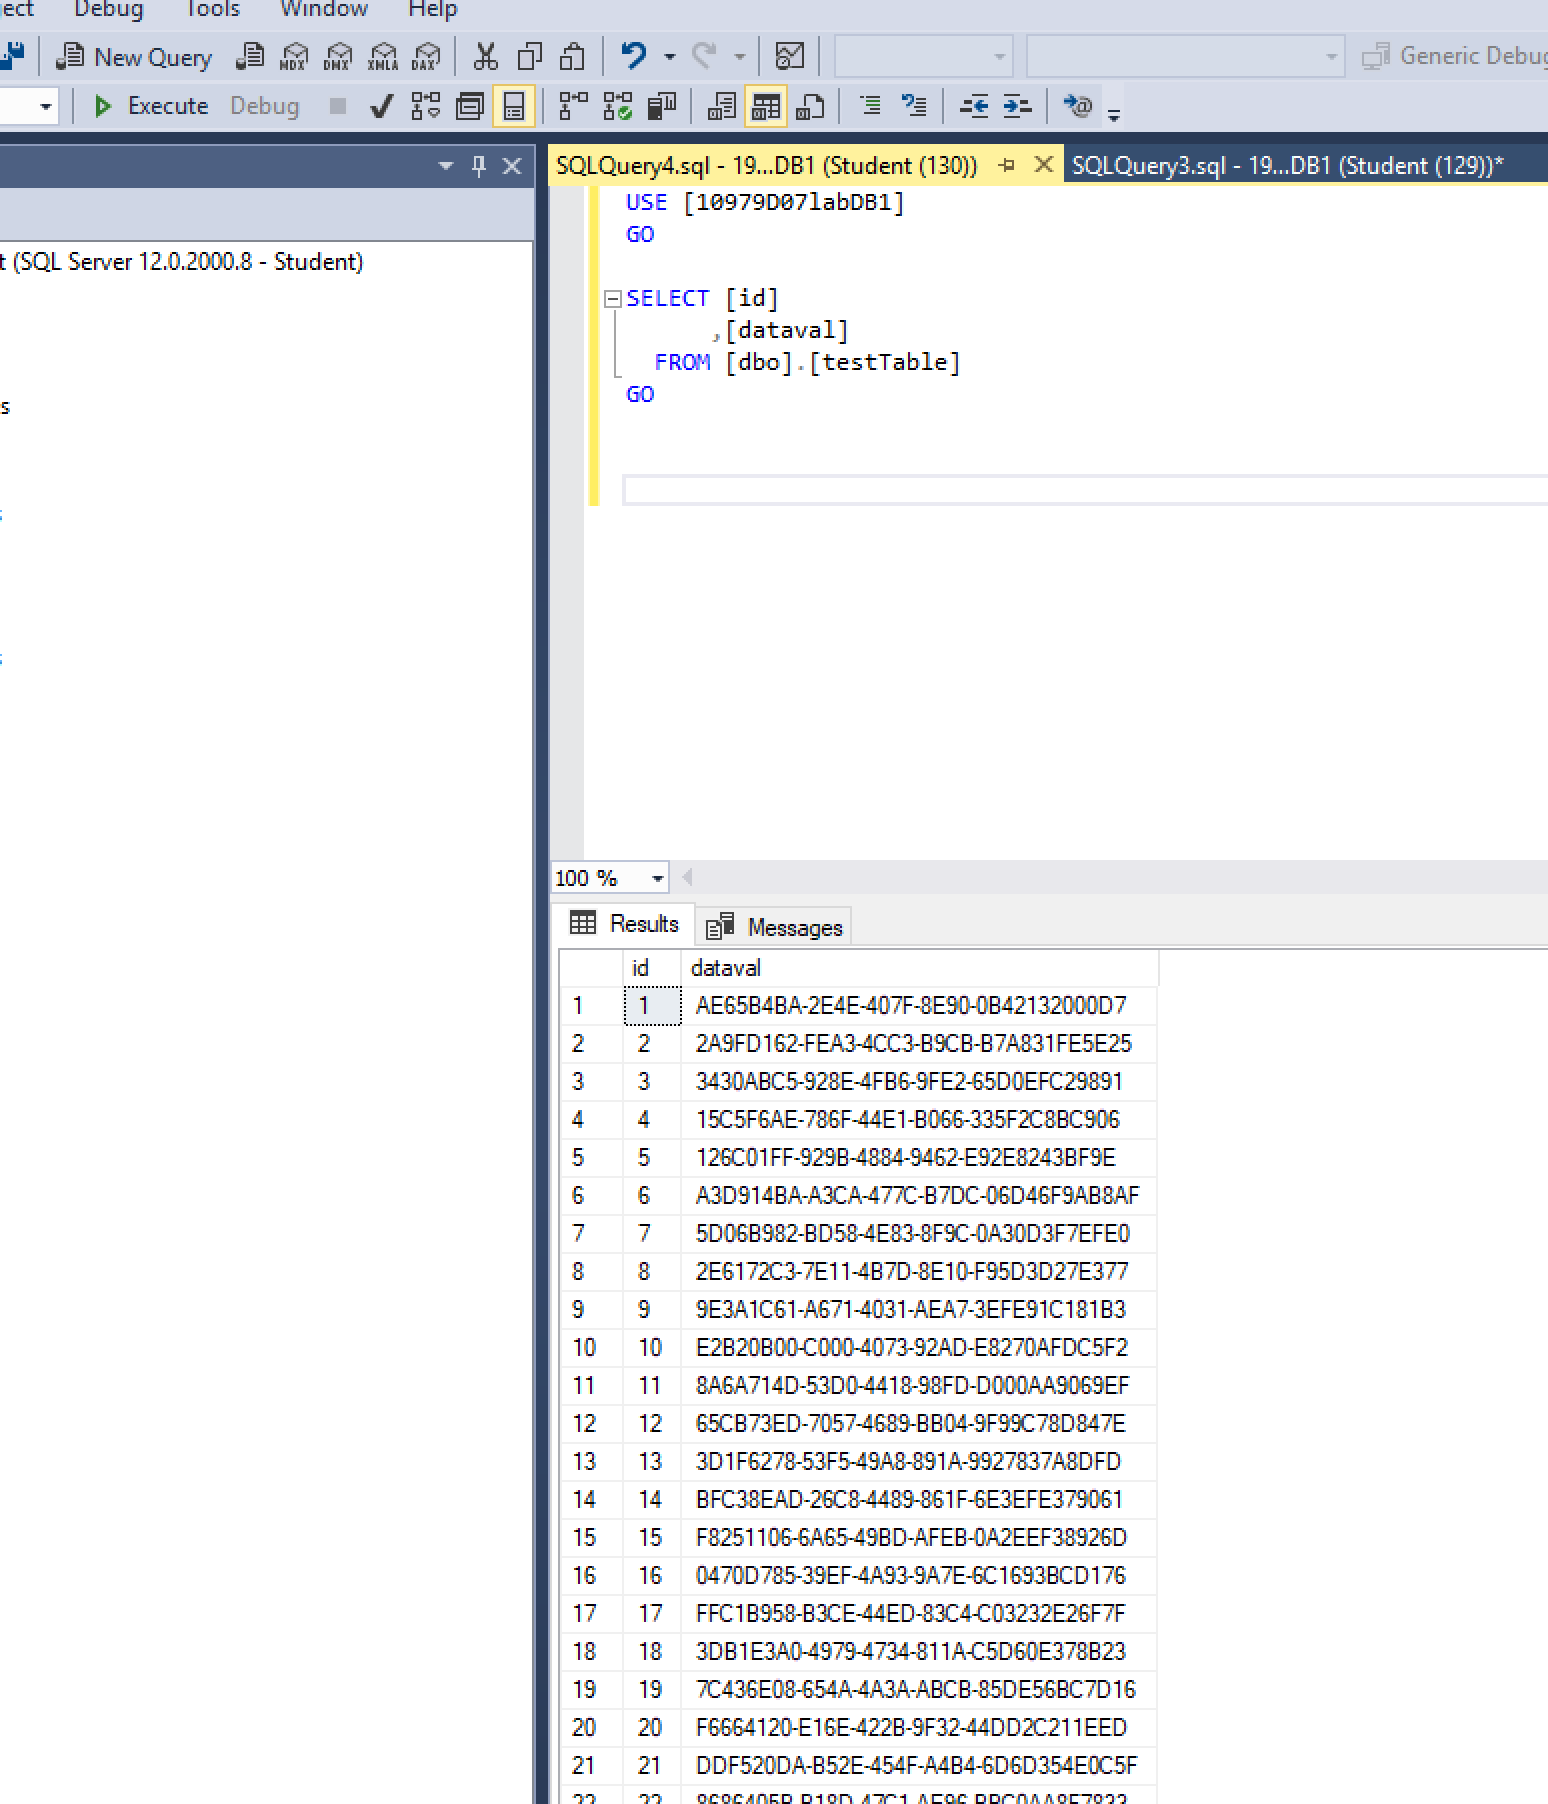 ect Debug Tools Window Help
New Query MDX DMX XMLA DAX Generic Debug
Execute Debug
SQLQuery4.sql - 19...DB1 (Student (130)) SQLQuery3.sql - 19...DB1 (Student (129))*
t (SQL Server 12.0.2000.8 - Student)
s
USE [10979D07labDB1]
GO
SELECT [id]
,[dataval]
FROM [dbo].[testTable]
GO
100 %
Results Messages
id dataval
1 1 AE65B4BA-2E4E-407F-8E90-0B42132000D7
2 2 2A9FD162-FEA3-4CC3-B9CB-B7A831FE5E25
3 3 3430ABC5-928E-4FB6-9FE2-65D0EFC29891
4 4 15C5F6AE-786F-44E1-B066-335F2C8BC906
5 5 126C01FF-929B-4884-9462-E92E8243BF9E
6 6 A3D914BA-A3CA-477C-B7DC-06D46F9AB8AF
7 7 5D06B982-BD58-4E83-8F9C-0A30D3F7EFE0
8 8 2E6172C3-7E11-4B7D-8E10-F95D3D27E377
9 9 9E3A1C61-A671-4031-AEA7-3EFE91C181B3
10 10 E2B20B00-C000-4073-92AD-E8270AFDC5F2
11 11 8A6A714D-53D0-4418-98FD-D000AA9069EF
12 12 65CB73ED-7057-4689-BB04-9F99C78D847E
13 13 3D1F6278-53F5-49A8-891A-9927837A8DFD
14 14 BFC38EAD-26C8-4489-861F-6E3EFE379061
15 15 F8251106-6A65-49BD-AFEB-0A2EEF38926D
16 16 0470D785-39EF-4A93-9A7E-6C1693BCD176
17 17 FFC1B958-B3CE-44ED-83C4-C03232E26F7F
18 18 3DB1E3A0-4979-4734-811A-C5D60E378B23
19 19 7C436E08-654A-4A3A-ABCB-85DE56BC7D16
20 20 F6664120-E16E-422B-9F32-44DD2C211EED
21 21 DDF520DA-B52E-454F-A4B4-6D6D354E0C5F
22 22